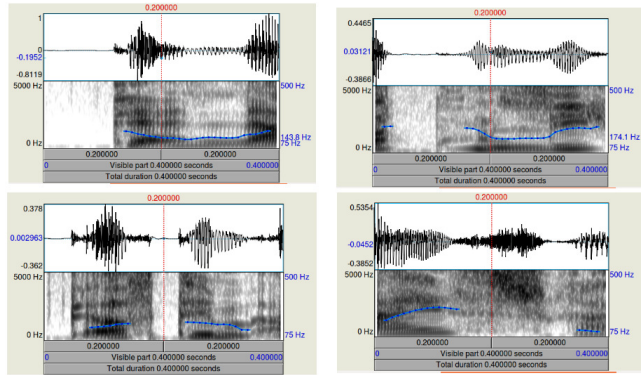 0.200000
1
0
-0.1952
-0.8119
5000 Hz
500 Hz
143.8 Hz
0 Hz
75 Hz
0.200000
0.200000
0
Visible part 0.400000 seconds
0.400000
Total duration 0.400000 seconds
0.200000
0.4465
0.03121
-0.3866
5000 Hz
500 Hz
174.1 Hz
0 Hz
75 Hz
0.200000
0.200000
0
Visible part 0.400000 seconds
0.400000
Total duration 0.400000 seconds
0.200000
0.378
0.002963
-0.362
5000 Hz
500 Hz
0 Hz
75 Hz
0.200000
0.200000
0
Visible part 0.400000 seconds
0.400000
Total duration 0.400000 seconds
0.200000
0.5354
-0.0452
-0.3852
5000 Hz
500 Hz
0 Hz
75 Hz
0.200000
0.200000
0
Visible part 0.400000 seconds
0.400000
Total duration 0.400000 seconds